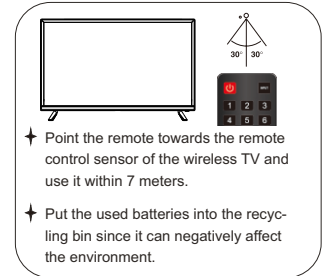 30° 30°
1 2 3
4 5 6
Point the remote towards the remote
control sensor of the wireless TV and
use it within 7 meters.
Put the used batteries into the recyc-
ling bin since it can negatively affect
the environment.